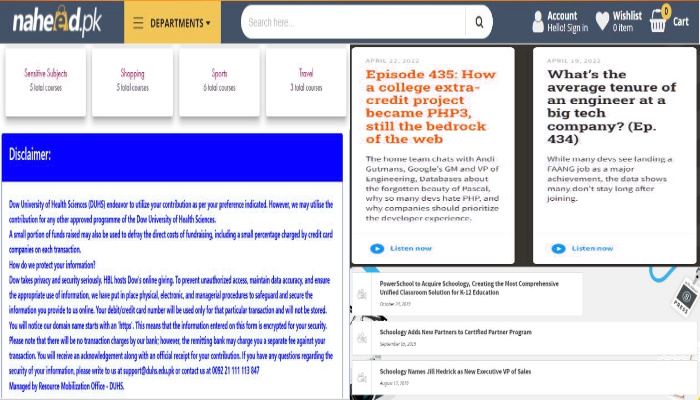 naheed.pk
DEPARTMENTS
Search here...
Account
Hello! Sign in
Wishlist
0 item
0
Cart
Sensitive Subjects
5 total courses
Shopping
5 total courses
Sports
6 total courses
Travel
3 total courses
Disclaimer:
Dow University of Health Sciences (DUHS) endeavor to utilize your contribution as per your preference indicated. However, we may utilise the
contribution for any other approved programme of the Dow University of Health Sciences.
A small portion of funds raised may also be used to defray the direct costs of fundraising, including a small percentage charged by credit card
companies on each transaction.
How do we protect your information?
Dow takes privacy and security seriously. HBL hosts Dow's online giving. To prevent unauthorized access, maintain data accuracy, and ensure
the appropriate use of information, we have put in place physical, electronic, and managerial procedures to safeguard and secure the
information you provide to us online. Your debit/credit card number will be used only for that particular transaction and will not be stored.
You will notice our domain name starts with an 'https'. This means that the information entered on this form is encrypted for your security.
Please note that there will be no transaction charges by our bank; however, the remitting bank may charge you a separate fee against your
transaction. You will receive an acknowledgement along with an official receipt for your contribution. If you have any questions regarding the
security of your information, please write to us at support@duhs.edu.pk or contact us at 0092 21 111 113 847
Managed by Resource Mobilization Office - DUHS.
APRIL 22, 2022
Episode 435: How
a college extra-
credit project
became PHP3,
still the bedrock
of the web
The home team chats with Andi
Gutmans, Google's GM and VP of
Engineering, Databases about
the forgotten beauty of Pascal,
why so many devs hate PHP, and
why companies should prioritize
the developer experience.
Listen now
APRIL 19, 2022
What's the
average tenure of
an engineer at a
big tech
company? (Ep.
434)
While many devs see landing a
FAANG job as a major
achievement, the data shows
many don't stay long after
joining.
Listen now
PowerSchool to Acquire Schoology, Creating the Most Comprehensive
Unified Classroom Solution for K-12 Education
October 24, 2019
Schoology Adds New Partners to Certified Partner Program
September 05, 2019
Schoology Names Jill Hedrick as New Executive VP of Sales
August 13, 2019
PRESS